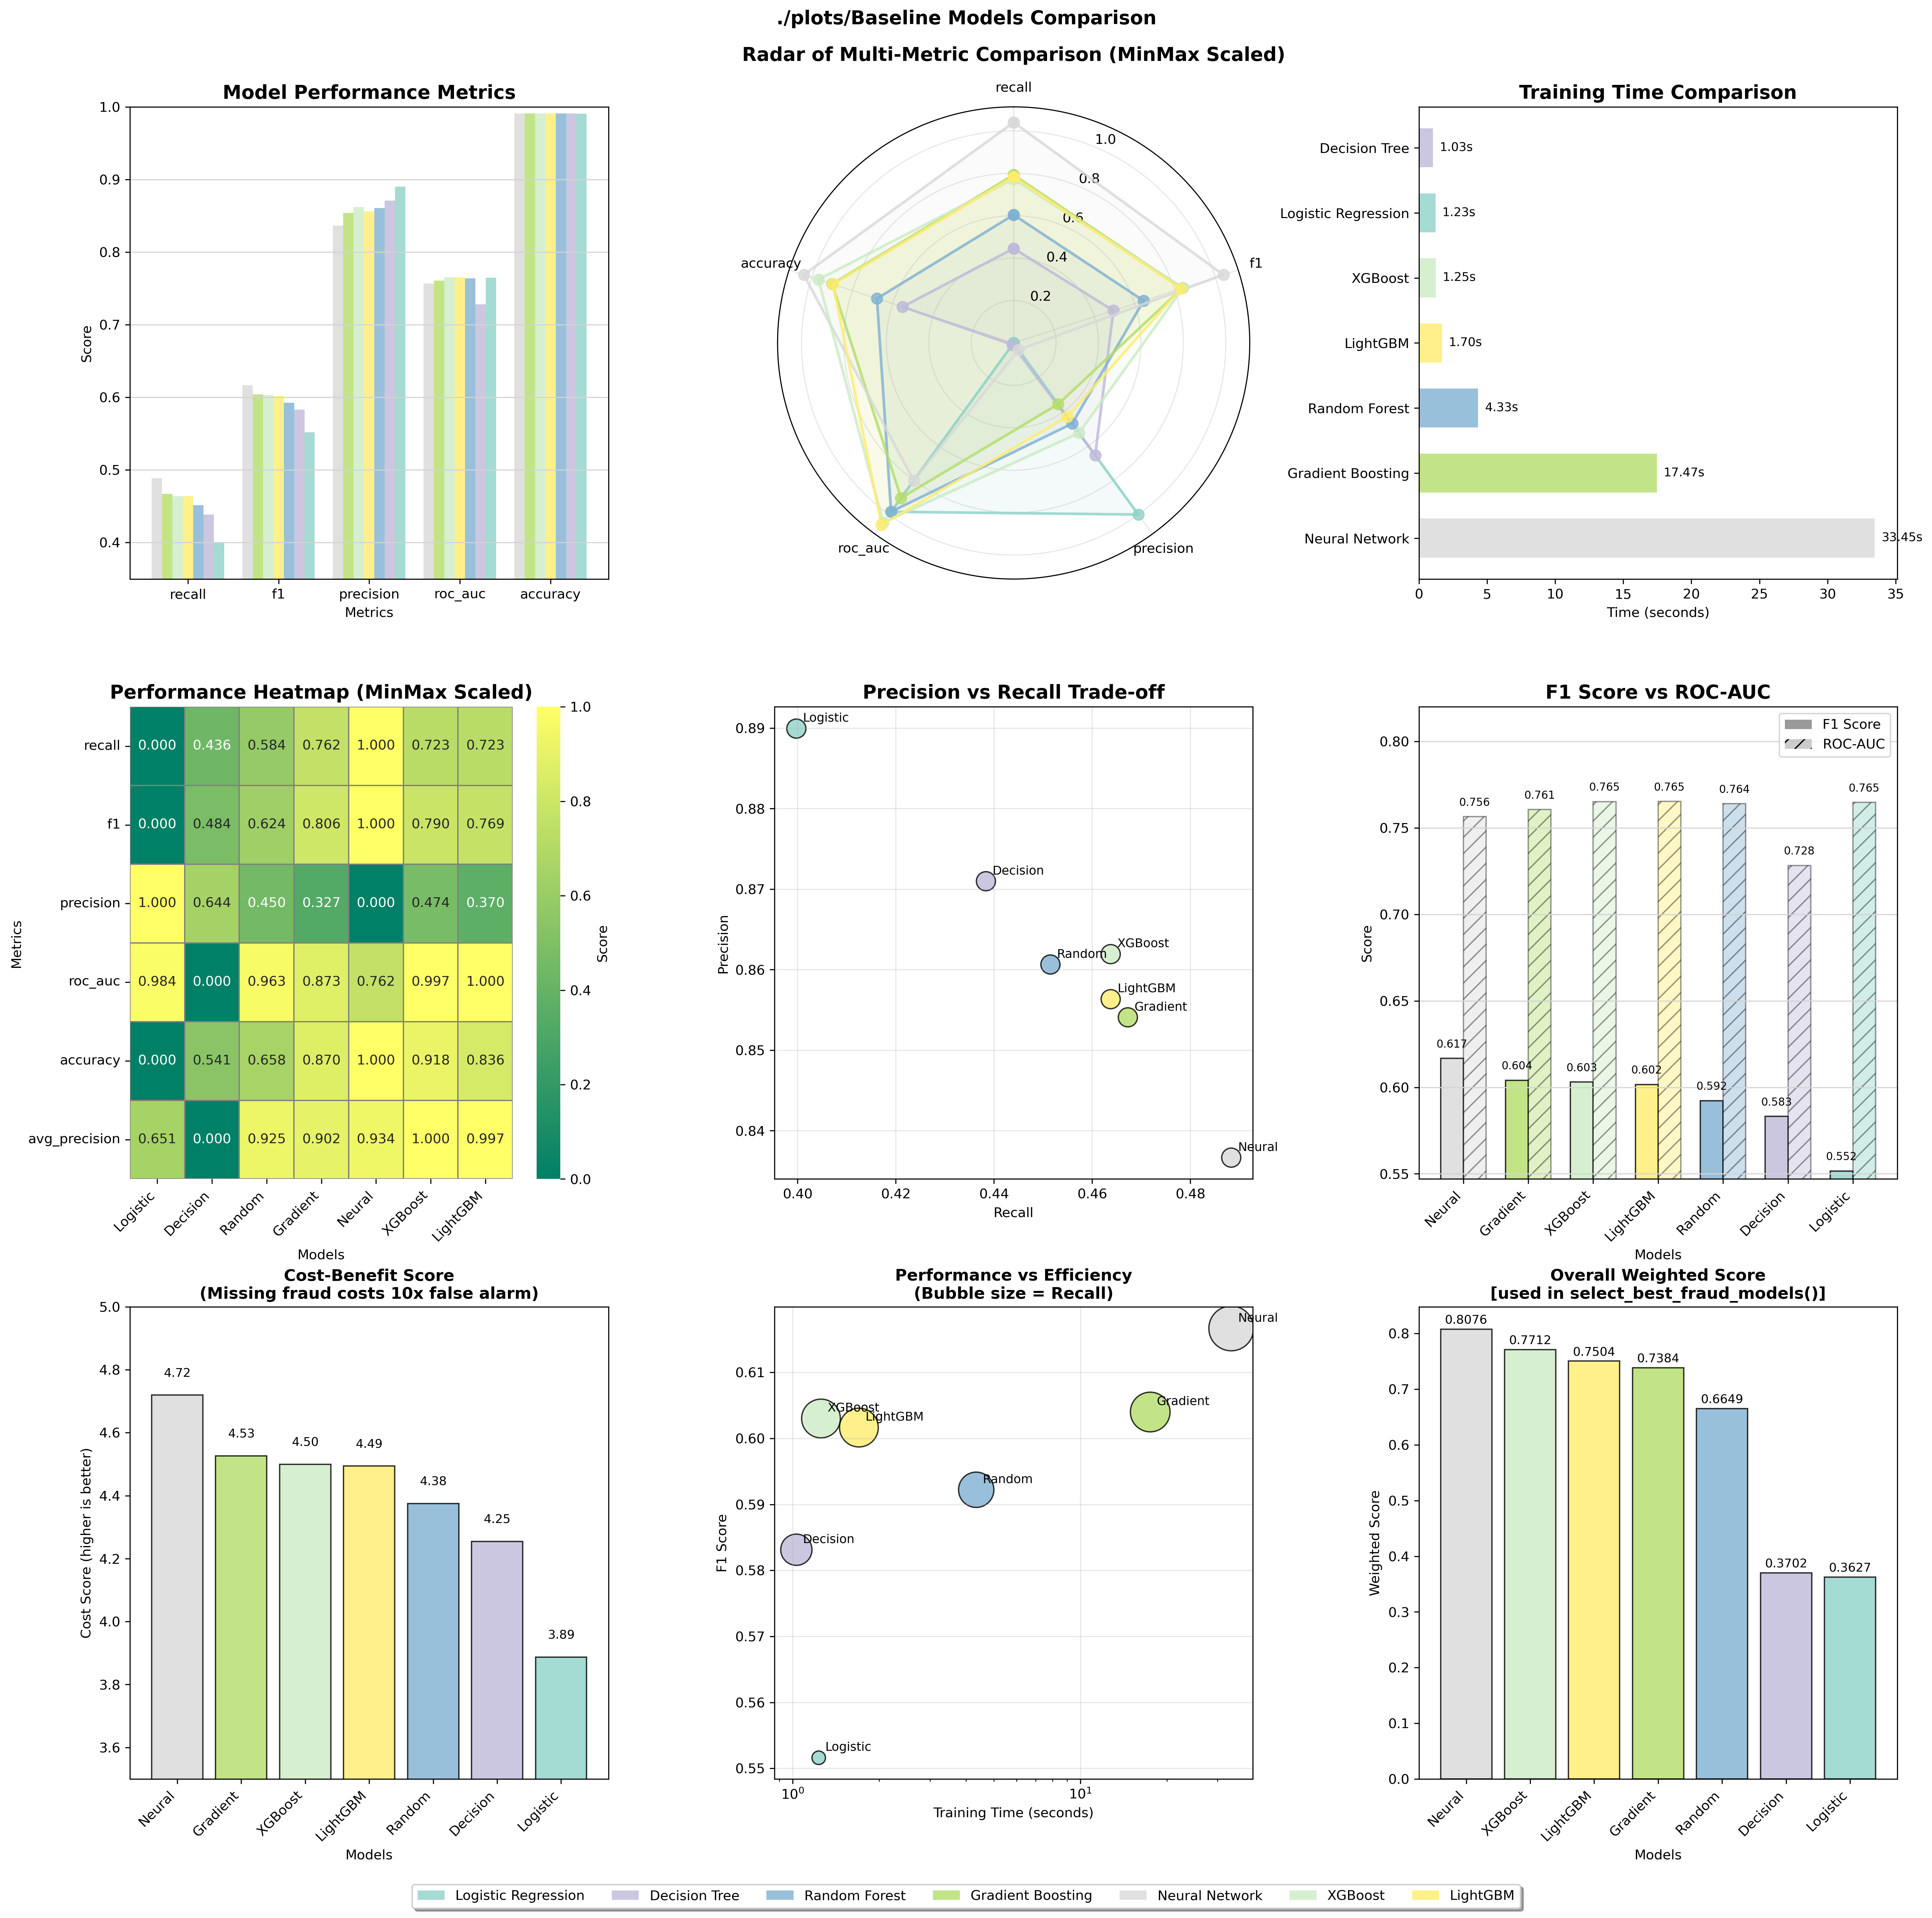 ./plots/Baseline Models Comparison
Model Performance Metrics
1.0
0.9
0.8
0.7
0.6
0.5
0.4
Score
recall
f1
precision
roc_auc
accuracy
Metrics
Radar of Multi-Metric Comparison (MinMax Scaled)
recall
1.0
0.8
0.6
0.4
0.2
accuracy
f1
roc_auc
precision
Training Time Comparison
Decision Tree
1.03s
Logistic Regression
1.23s
XGBoost
1.25s
LightGBM
1.70s
Random Forest
4.33s
Gradient Boosting
17.47s
Neural Network
33.45s
0 5 10 15 20 25 30 35
Time (seconds)
Performance Heatmap (MinMax Scaled)
recall 0.000 0.436 0.584 0.762 1.000 0.723 0.723
f1 0.000 0.484 0.624 0.806 1.000 0.790 0.769
precision 1.000 0.644 0.450 0.327 0.000 0.474 0.370
roc_auc 0.984 0.000 0.963 0.873 0.762 0.997 1.000
accuracy 0.000 0.541 0.658 0.870 1.000 0.918 0.836
avg_precision 0.651 0.000 0.925 0.902 0.934 1.000 0.997
Metrics
Logistic
Decision
Random
Gradient
Neural
XGBoost
LightGBM
Models
1.0
0.8
0.6
0.4
0.2
0.0
Score
Precision vs Recall Trade-off
0.89
0.88
0.87
0.86
0.85
0.84
Precision
Logistic
Decision
XGBoost
Random
LightGBM
Gradient
Neural
0.40 0.42 0.44 0.46 0.48
Recall
F1 Score vs ROC-AUC
F1 Score
ROC-AUC
0.80
0.75
0.70
0.65
0.60
0.55
Score
0.756
0.761
0.765
0.765
0.764
0.728
0.765
0.617
0.604
0.603
0.602
0.592
0.583
0.552
Neural
Gradient
XGBoost
LightGBM
Random
Decision
Logistic
Models
Cost-Benefit Score
(Missing fraud costs 10x false alarm)
5.0
4.8
4.6
4.4
4.2
4.0
3.8
3.6
Cost Score (higher is better)
4.72
4.53
4.50
4.49
4.38
4.25
3.89
Neural
Gradient
XGBoost
LightGBM
Random
Decision
Logistic
Models
Performance vs Efficiency
(Bubble size = Recall)
0.61
0.60
0.59
0.58
0.57
0.56
0.55
F1 Score
Neural
Gradient
XGBoost
LightGBM
Random
Decision
Logistic
10⁰ 10¹
Training Time (seconds)
Overall Weighted Score
[used in select_best_fraud_models()]
0.8
0.7
0.6
0.5
0.4
0.3
0.2
0.1
0.0
Weighted Score
0.8076
0.7712
0.7504
0.7384
0.6649
0.3702
0.3627
Neural
XGBoost
LightGBM
Gradient
Random
Decision
Logistic
Models
Logistic Regression Decision Tree Random Forest Gradient Boosting Neural Network XGBoost LightGBM